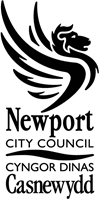 Newport
CITY COUNCIL
CYNGOR DINAS
Casnewydd